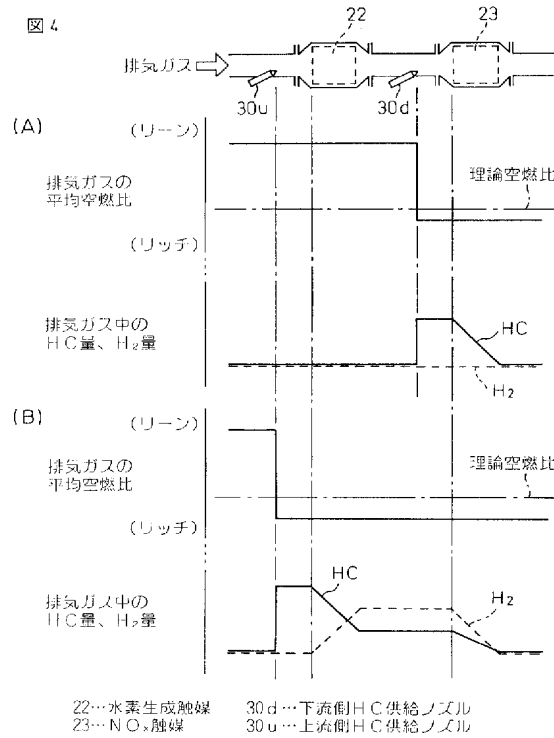 図4
22
23
排気ガス
30u
30d
(A)
(リーン)
排気ガスの
平均空燃比
理論空燃比
(リッチ)
排気ガス中の
HC量、H₂量
HC
H₂
(B)
(リーン)
排気ガスの
平均空燃比
理論空燃比
(リッチ)
排気ガス中の
HC量、H₂量
HC
H₂
22…水素生成触媒 30d…下流側HC供給ノズル
23…NOₓ触媒 30u…上流側HC供給ノズル